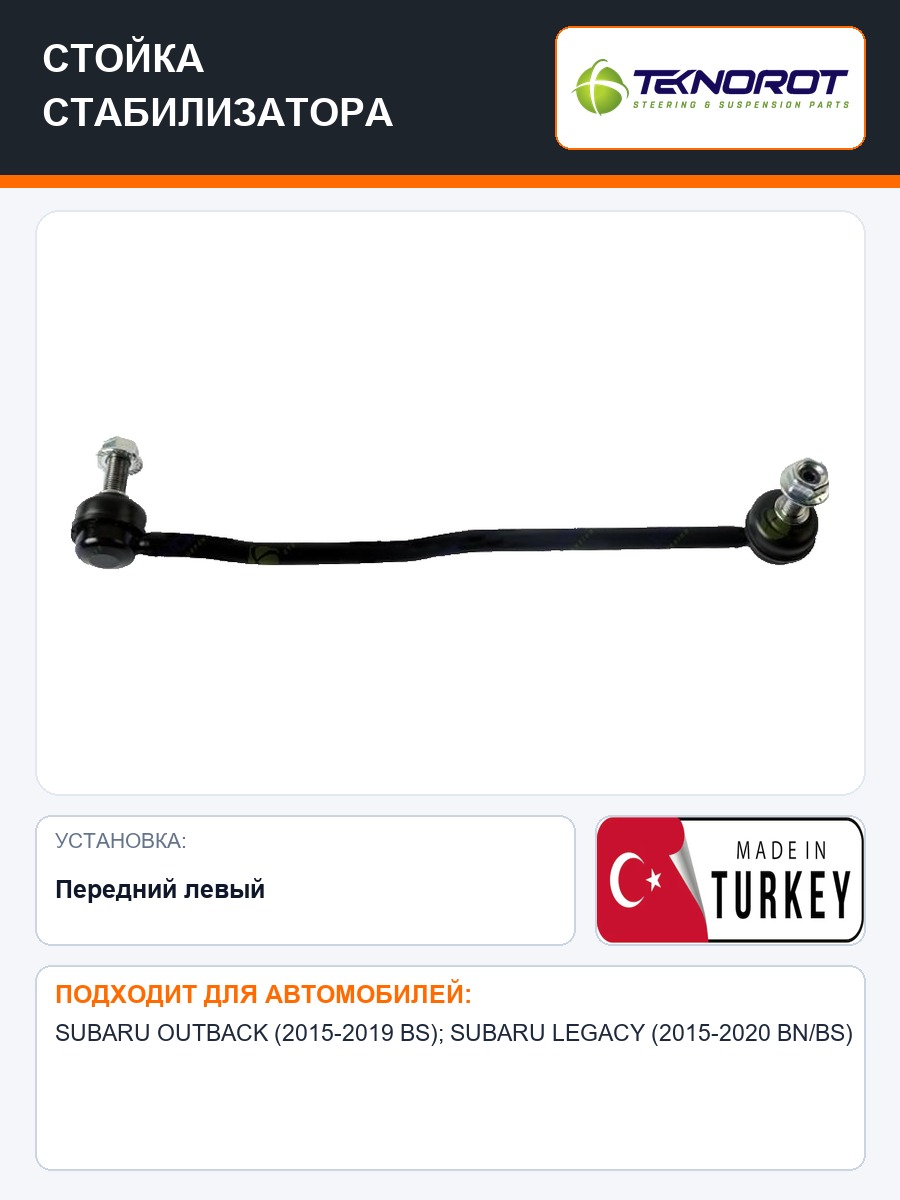 СТОЙКА
СТАБИЛИЗАТОРА
TEKNOROT
STEERING & SUSPENSION PARTS
УСТАНОВКА:
Передний левый
MADE IN
TURKEY
ПОДХОДИТ ДЛЯ АВТОМОБИЛЕЙ:
SUBARU OUTBACK (2015-2019 BS); SUBARU LEGACY (2015-2020 BN/BS)